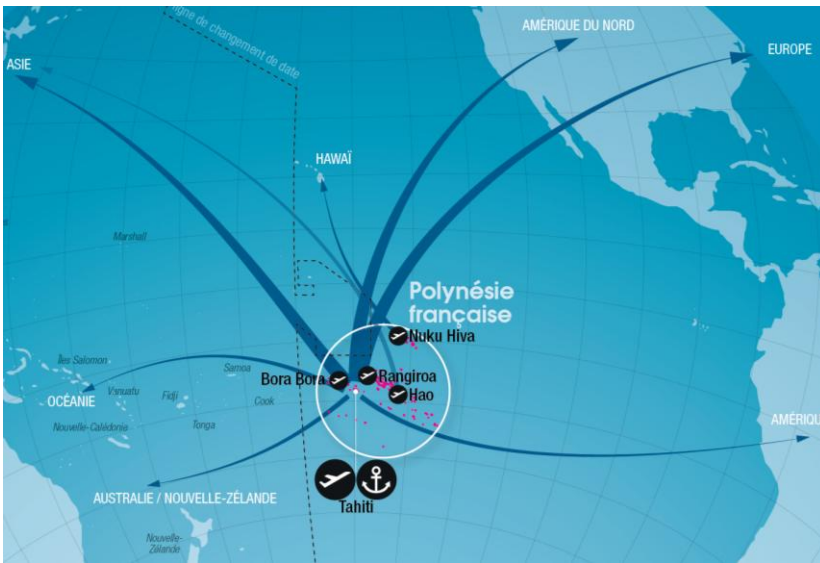 ligne de changement de date
AMÉRIQUE DU NORD
EUROPE
ASIE
HAWAÏ
Marshall
Polynésie
française
Nuku Hiva
Îles Salomon
Samoa
Bora Bora
Rangiroa
Vanuatu
Fidji
Cook
Hao
OCÉANIE
Nouvelle-Calédonie
Tonga
AMÉRIQU
AUSTRALIE / NOUVELLE-ZÉLANDE
Tahiti
Nouvelle-
Zélande